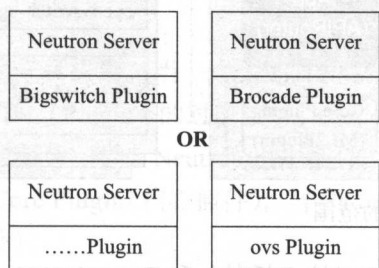 Neutron Server Neutron Server
Bigswitch Plugin Brocade Plugin
OR
Neutron Server Neutron Server
……Plugin ovs Plugin